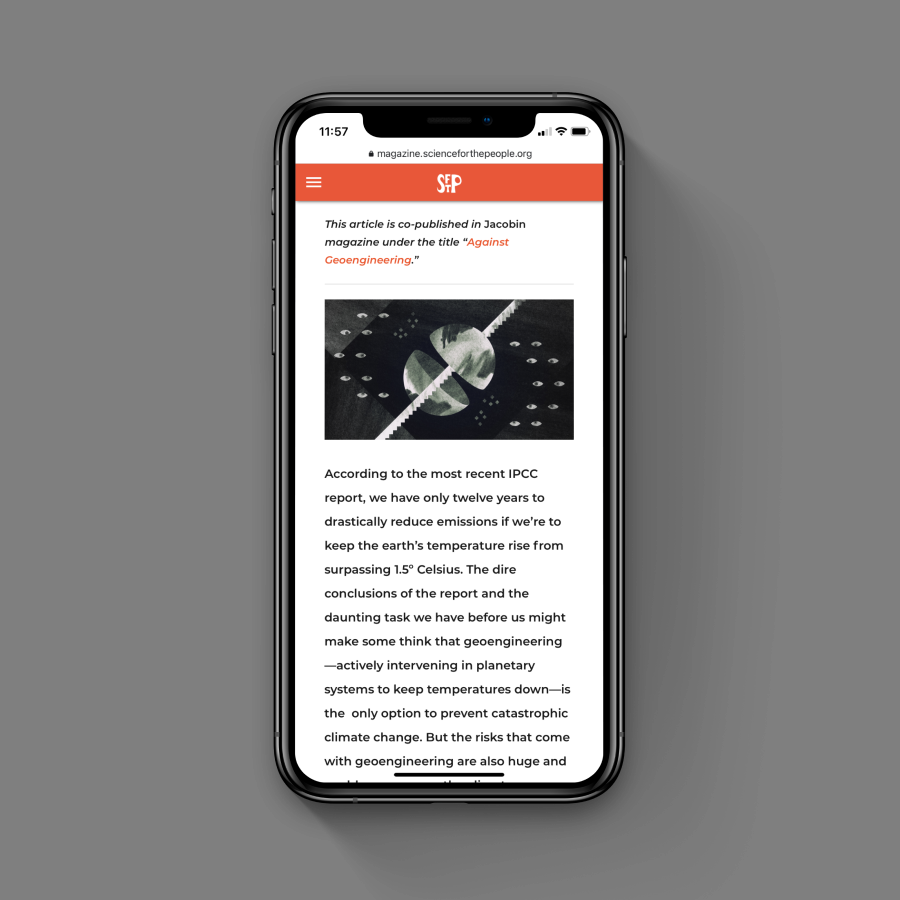 11:57
magazine.scienceforthepeople.org
SFTP
This article is co-published in Jacobin
magazine under the title “Against
Geoengineering.”
According to the most recent IPCC
report, we have only twelve years to
drastically reduce emissions if we’re to
keep the earth’s temperature rise from
surpassing 1.5º Celsius. The dire
conclusions of the report and the
daunting task we have before us might
make some think that geoengineering
—actively intervening in planetary
systems to keep temperatures down—is
the  only option to prevent catastrophic
climate change. But the risks that come
with geoengineering are also huge and